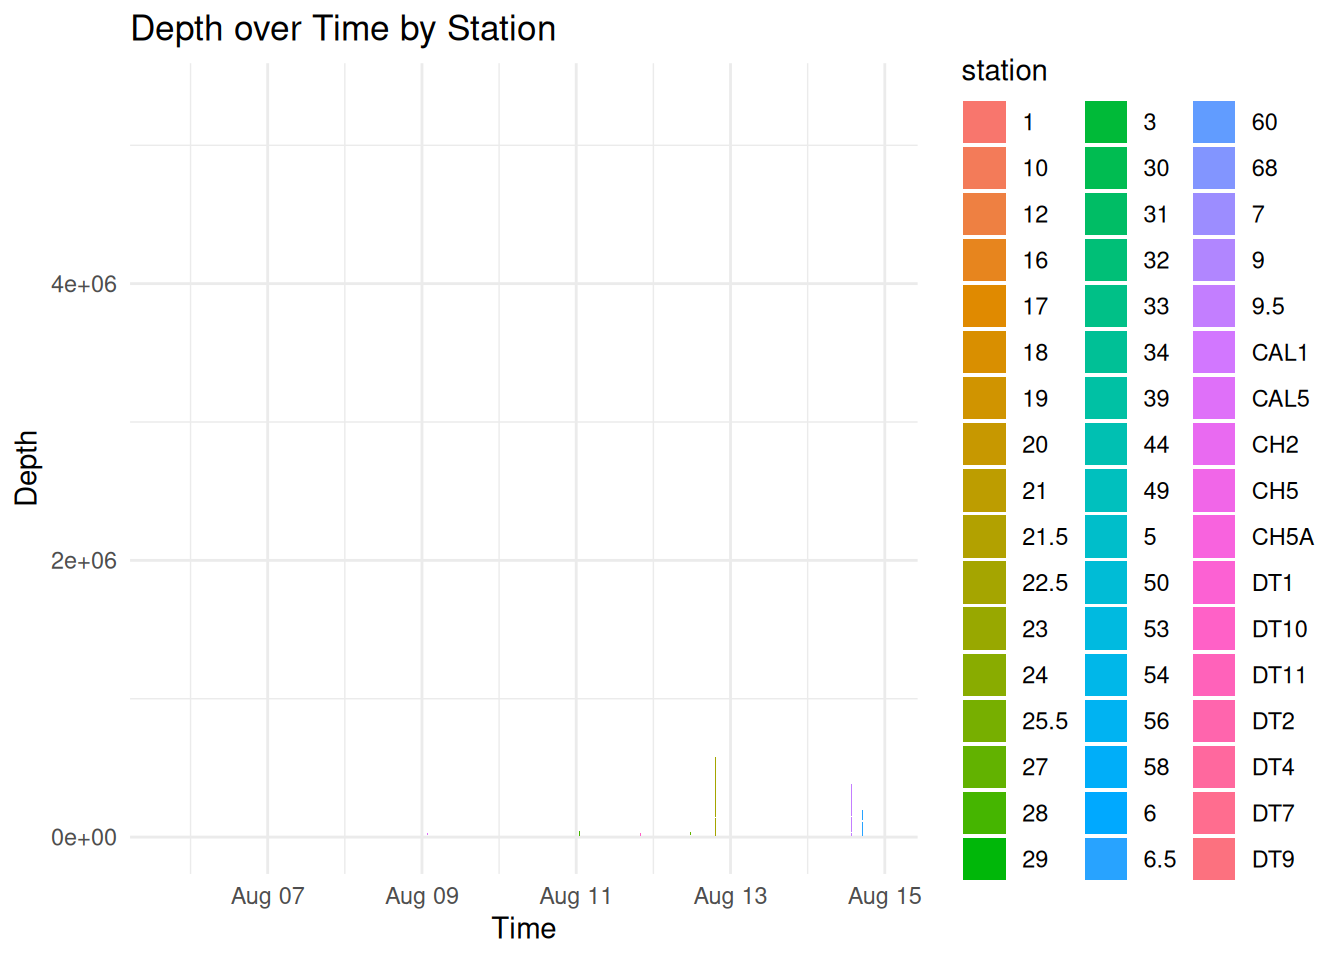 Depth over Time by Station
Depth
4e+06
2e+06
0e+00
Aug 07
Aug 09
Aug 11
Aug 13
Aug 15
Time
station
1
10
12
16
17
18
19
20
21
21.5
22.5
23
24
25.5
27
28
29
3
30
31
32
33
34
39
44
49
5
50
53
54
56
58
6
6.5
60
68
7
9
9.5
CAL1
CAL5
CH2
CH5
CH5A
DT1
DT10
DT11
DT2
DT4
DT7
DT9